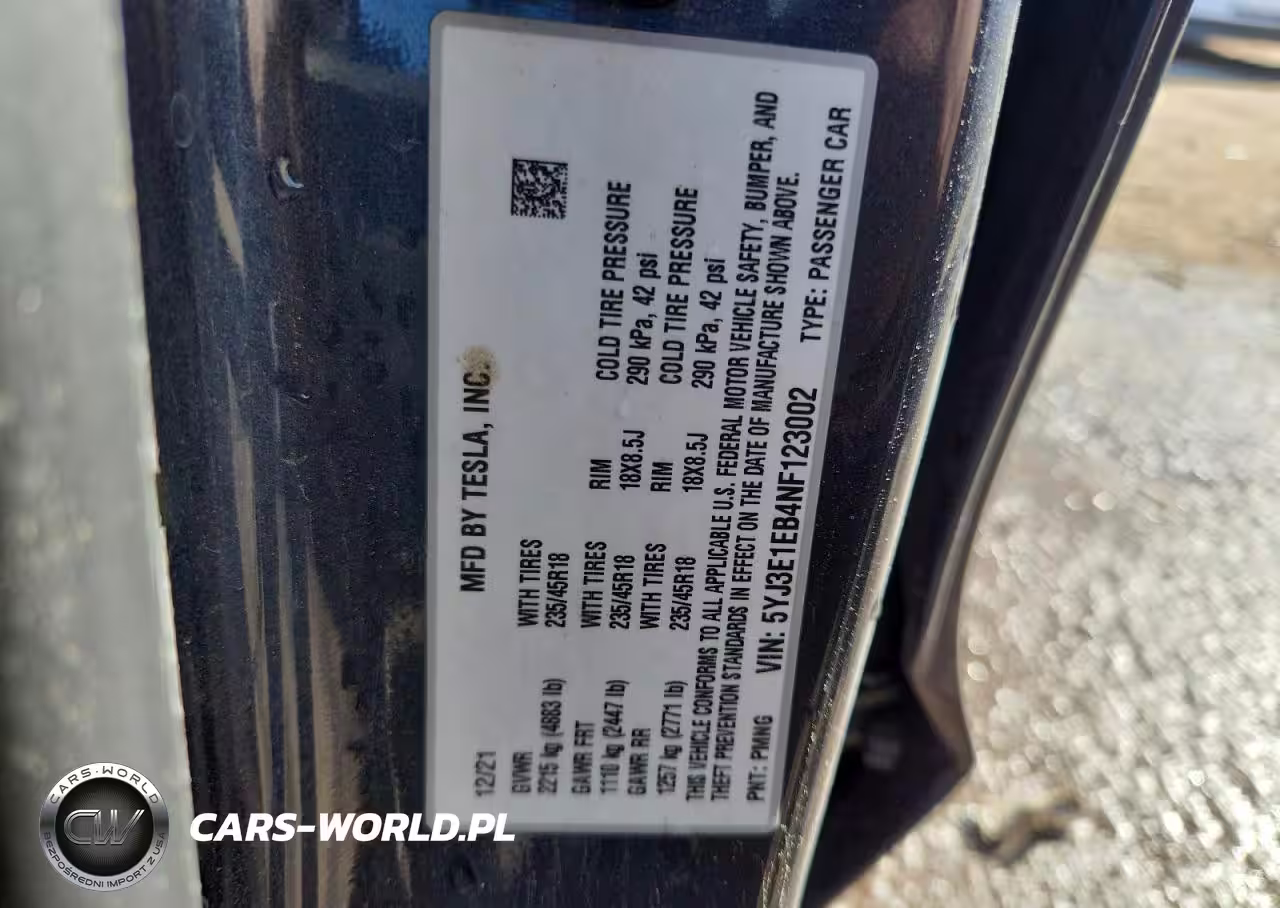 MFD BY TESLA, INC.
12/21
GVWR WITH TIRES
2215 kg (4883 lb) 235/45R18
GAWR FRT WITH TIRES RIM COLD TIRE PRESSURE
1110 kg (2447 lb) 235/45R18 18X8.5J 290 kPa, 42 psi
GAWR RR WITH TIRES RIM COLD TIRE PRESSURE
1257 kg (2771 lb) 235/45R18 18X8.5J 290 kPa, 42 psi
THIS VEHICLE CONFORMS TO ALL APPLICABLE U.S. FEDERAL MOTOR VEHICLE SAFETY, BUMPER, AND
THEFT PREVENTION STANDARDS IN EFFECT ON THE DATE OF MANUFACTURE SHOWN ABOVE.
PNT: PMNG VIN: 5YJ3E1EB4NF123002 TYPE: PASSENGER CAR
CARS-WORLD
CW
BEZPOŚREDNI IMPORT Z USA
CARS-WORLD.PL